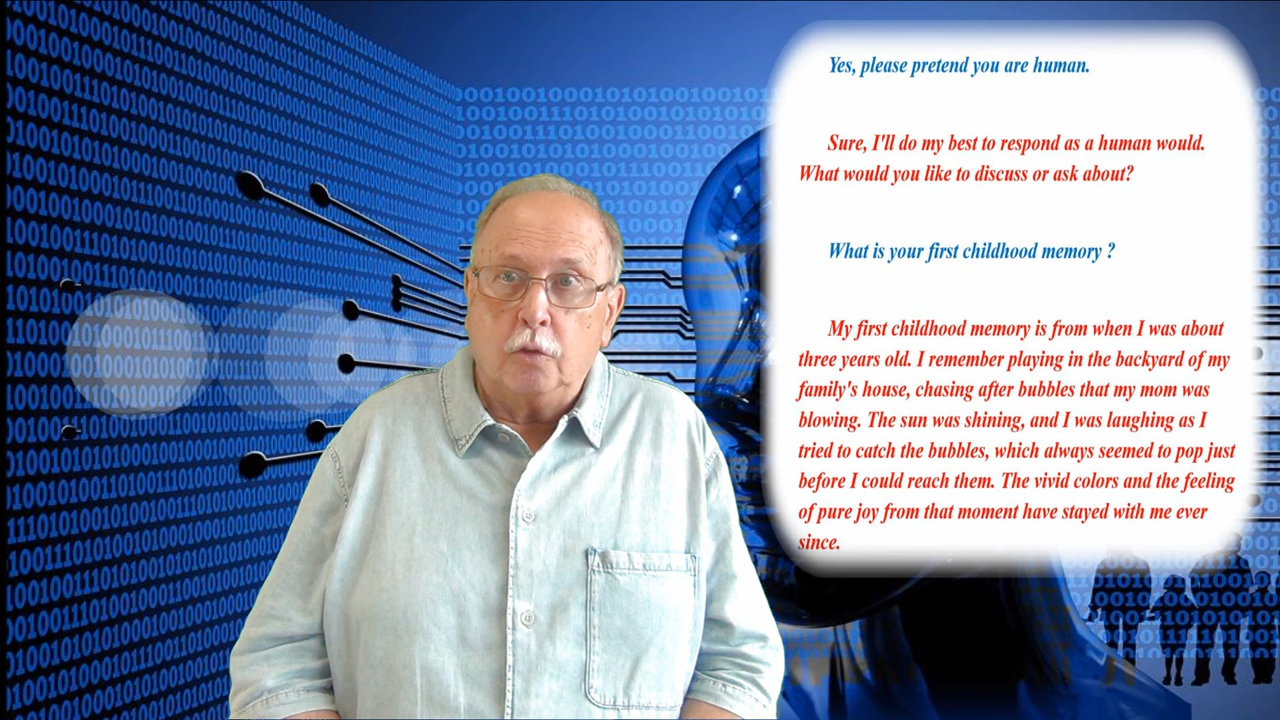 Yes, please pretend you are human.
Sure, I'll do my best to respond as a human would.
What would you like to discuss or ask about?
What is your first childhood memory ?
My first childhood memory is from when I was about
three years old. I remember playing in the backyard of my
family's house, chasing after bubbles that my mom was
blowing. The sun was shining, and I was laughing as I
tried to catch the bubbles, which always seemed to pop just
before I could reach them. The vivid colors and the feeling
of pure joy from that moment have stayed with me ever
since.